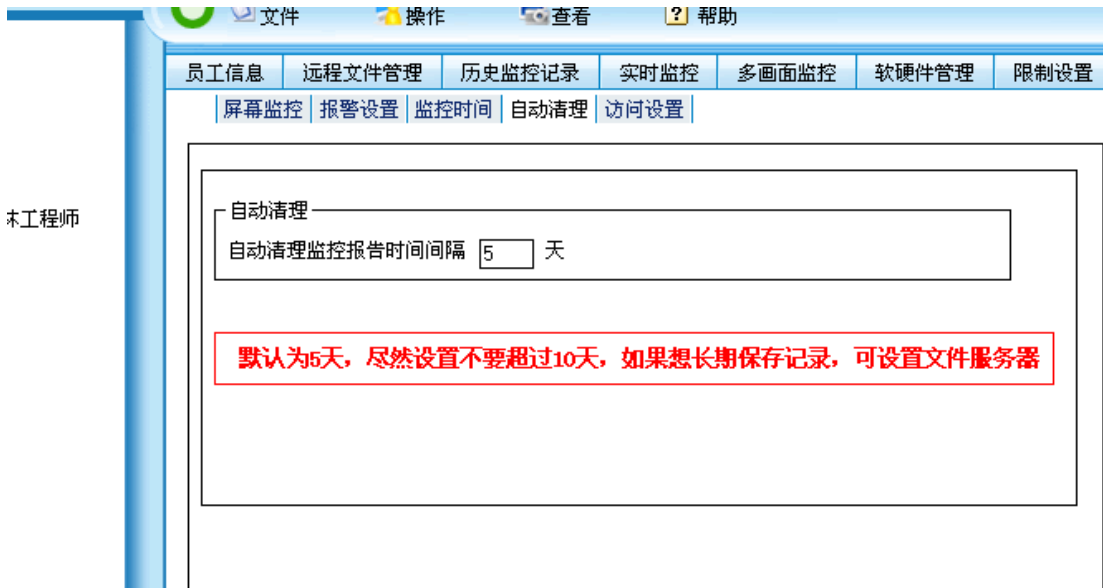 文件 操作 查看 帮助
员工信息 远程文件管理 历史监控记录 实时监控 多画面监控 软硬件管理 限制设置
屏幕监控 报警设置 监控时间 自动清理 访问设置
工程师
自动清理
自动清理监控报告时间间隔 5 天
默认为5天，尽然设置不要超过10天，如果想长期保存记录，可设置文件服务器